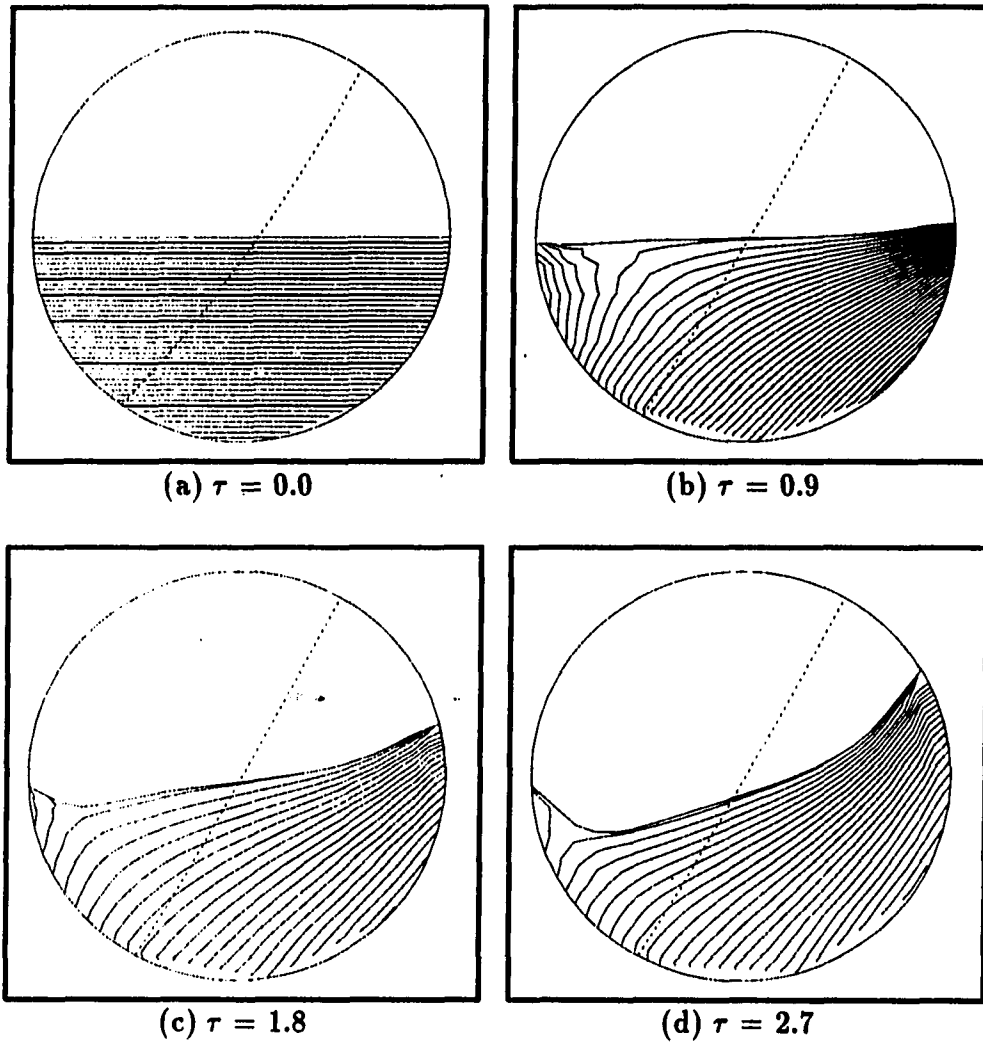 (a) τ = 0.0
(b) τ = 0.9
(c) τ = 1.8
(d) τ = 2.7